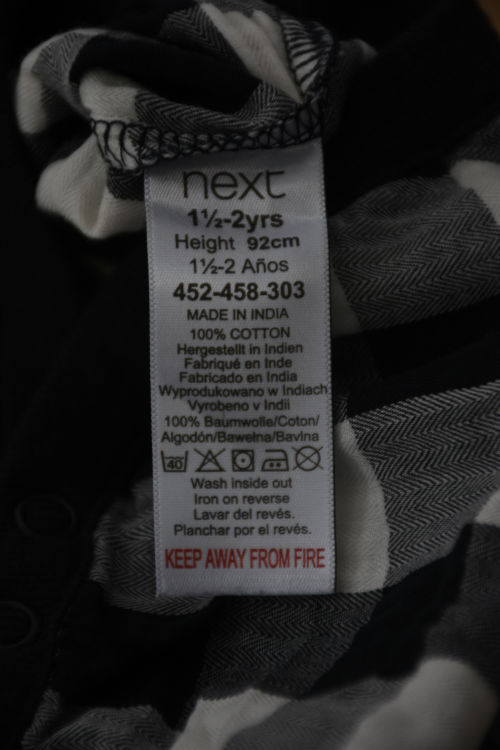 next
1½-2yrs
Height 92cm
1½-2 Años
452-458-303
MADE IN INDIA
100% COTTON
Hergestellt in Indien
Fabriqué en Inde
Fabricado en India
Wyprodukowano w Indiach
Vyrobeno v Indii
100% Baumwolle/Coton/
Algodón/Bawełna/Bavlna
40
Wash inside out
Iron on reverse
Lavar del revés.
Planchar por el revés.
KEEP AWAY FROM FIRE